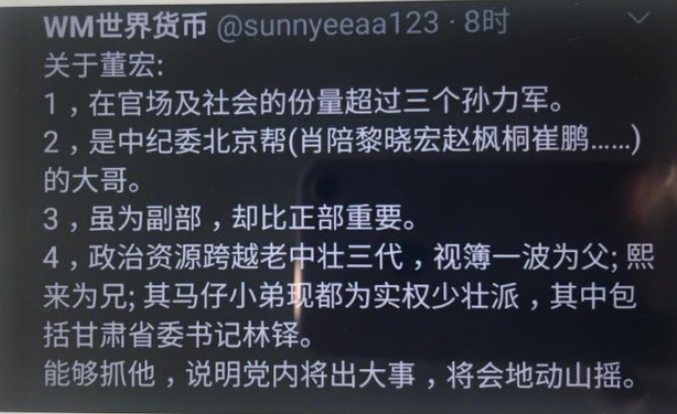 WM世界货币 @sunnyeeaa123 · 8时
关于董宏:
1，在官场及社会的份量超过三个孙力军。
2，是中纪委北京帮(肖陪黎晓宏赵枫桐崔鹏……)
的大哥。
3，虽为副部，却比正部重要。
4，政治资源跨越老中壮三代，视簿一波为父; 熙
来为兄; 其马仔小弟现都为实权少壮派，其中包
括甘肃省委书记林铎。
能够抓他，说明党内将出大事，将会地动山摇。